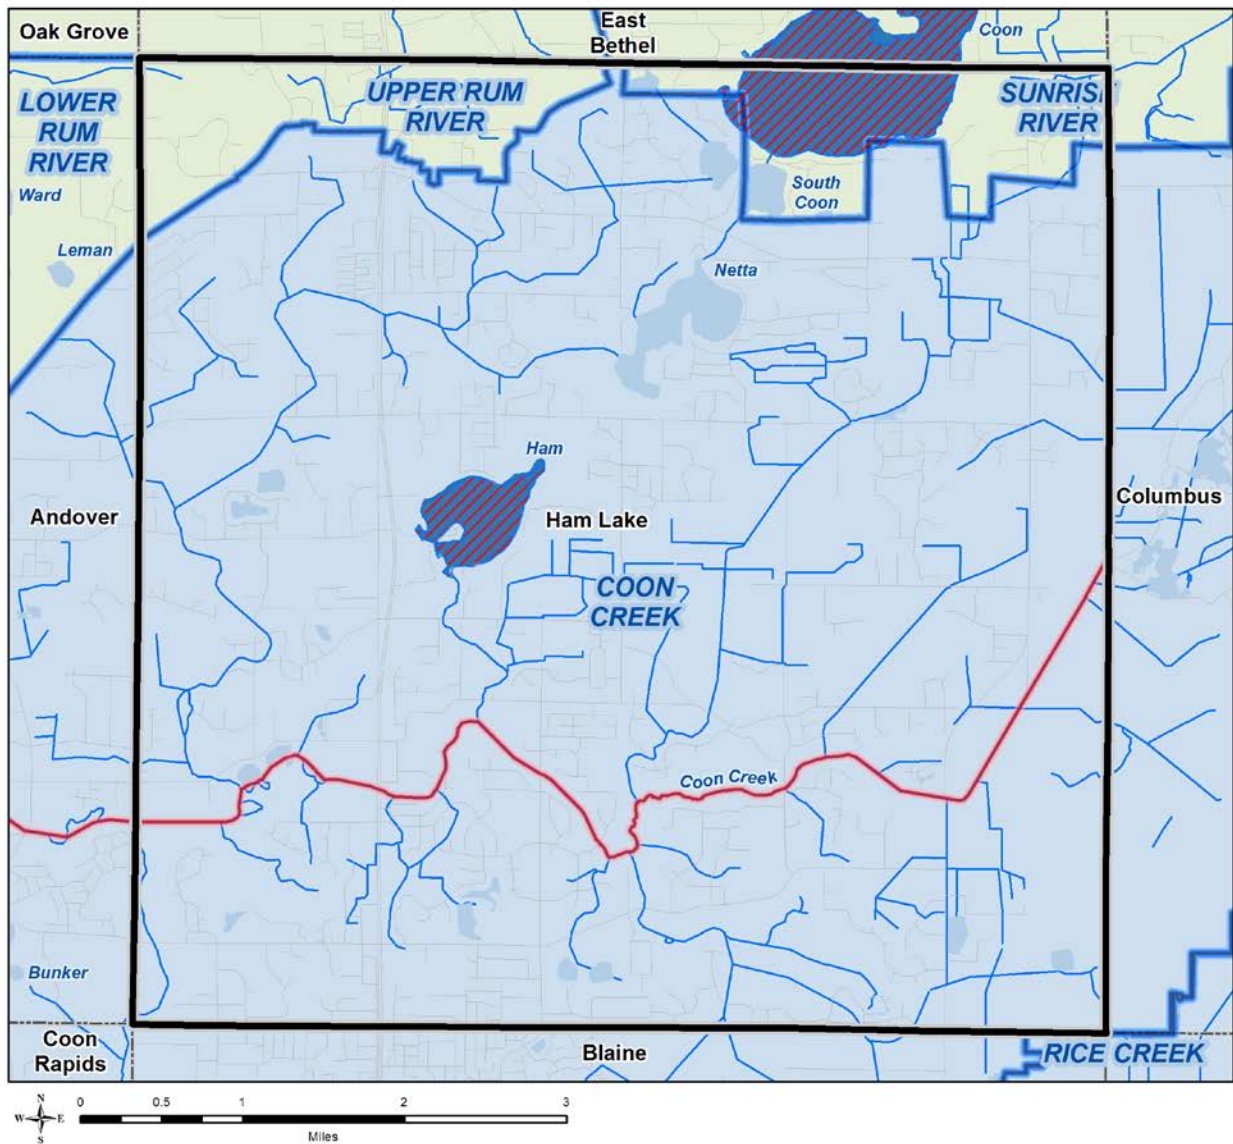 Oak Grove
East
Bethel
Coon
LOWER
RUM
RIVER
UPPER RUM
RIVER
SUNRISE
RIVER
Ward
South
Coon
Leman
Netta
Ham
Andover
Ham Lake
Columbus
COON
CREEK
Coon Creek
Bunker
Coon
Rapids
Blaine
RICE CREEK
N
W E
S
0 0.5 1 2 3
Miles